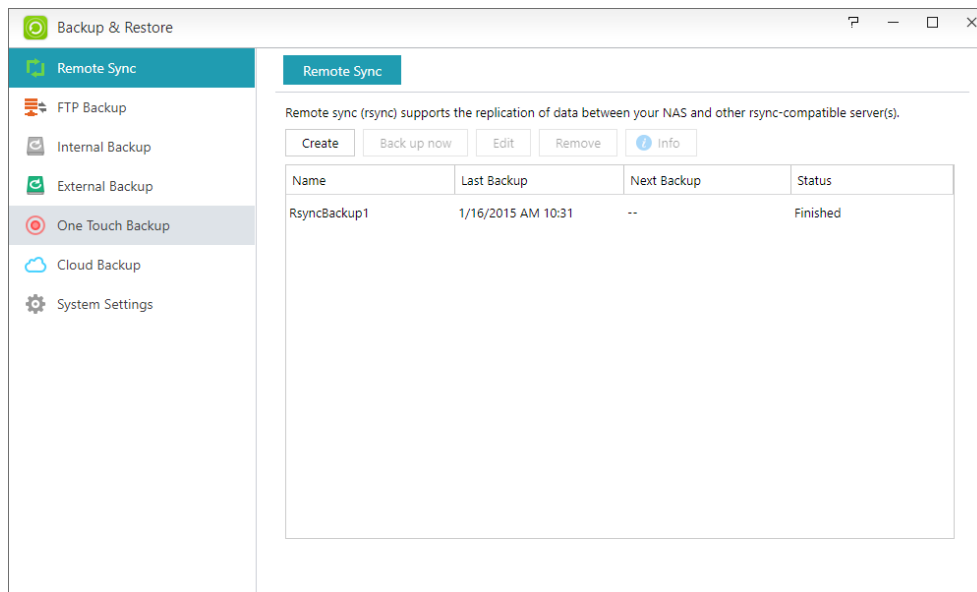 Backup & Restore
Remote Sync
FTP Backup
Internal Backup
External Backup
One Touch Backup
Cloud Backup
System Settings
Remote Sync
Remote sync (rsync) supports the replication of data between your NAS and other rsync-compatible server(s).
Create Back up now Edit Remove i Info
Name Last Backup Next Backup Status
RsyncBackup1 1/16/2015 AM 10:31 -- Finished